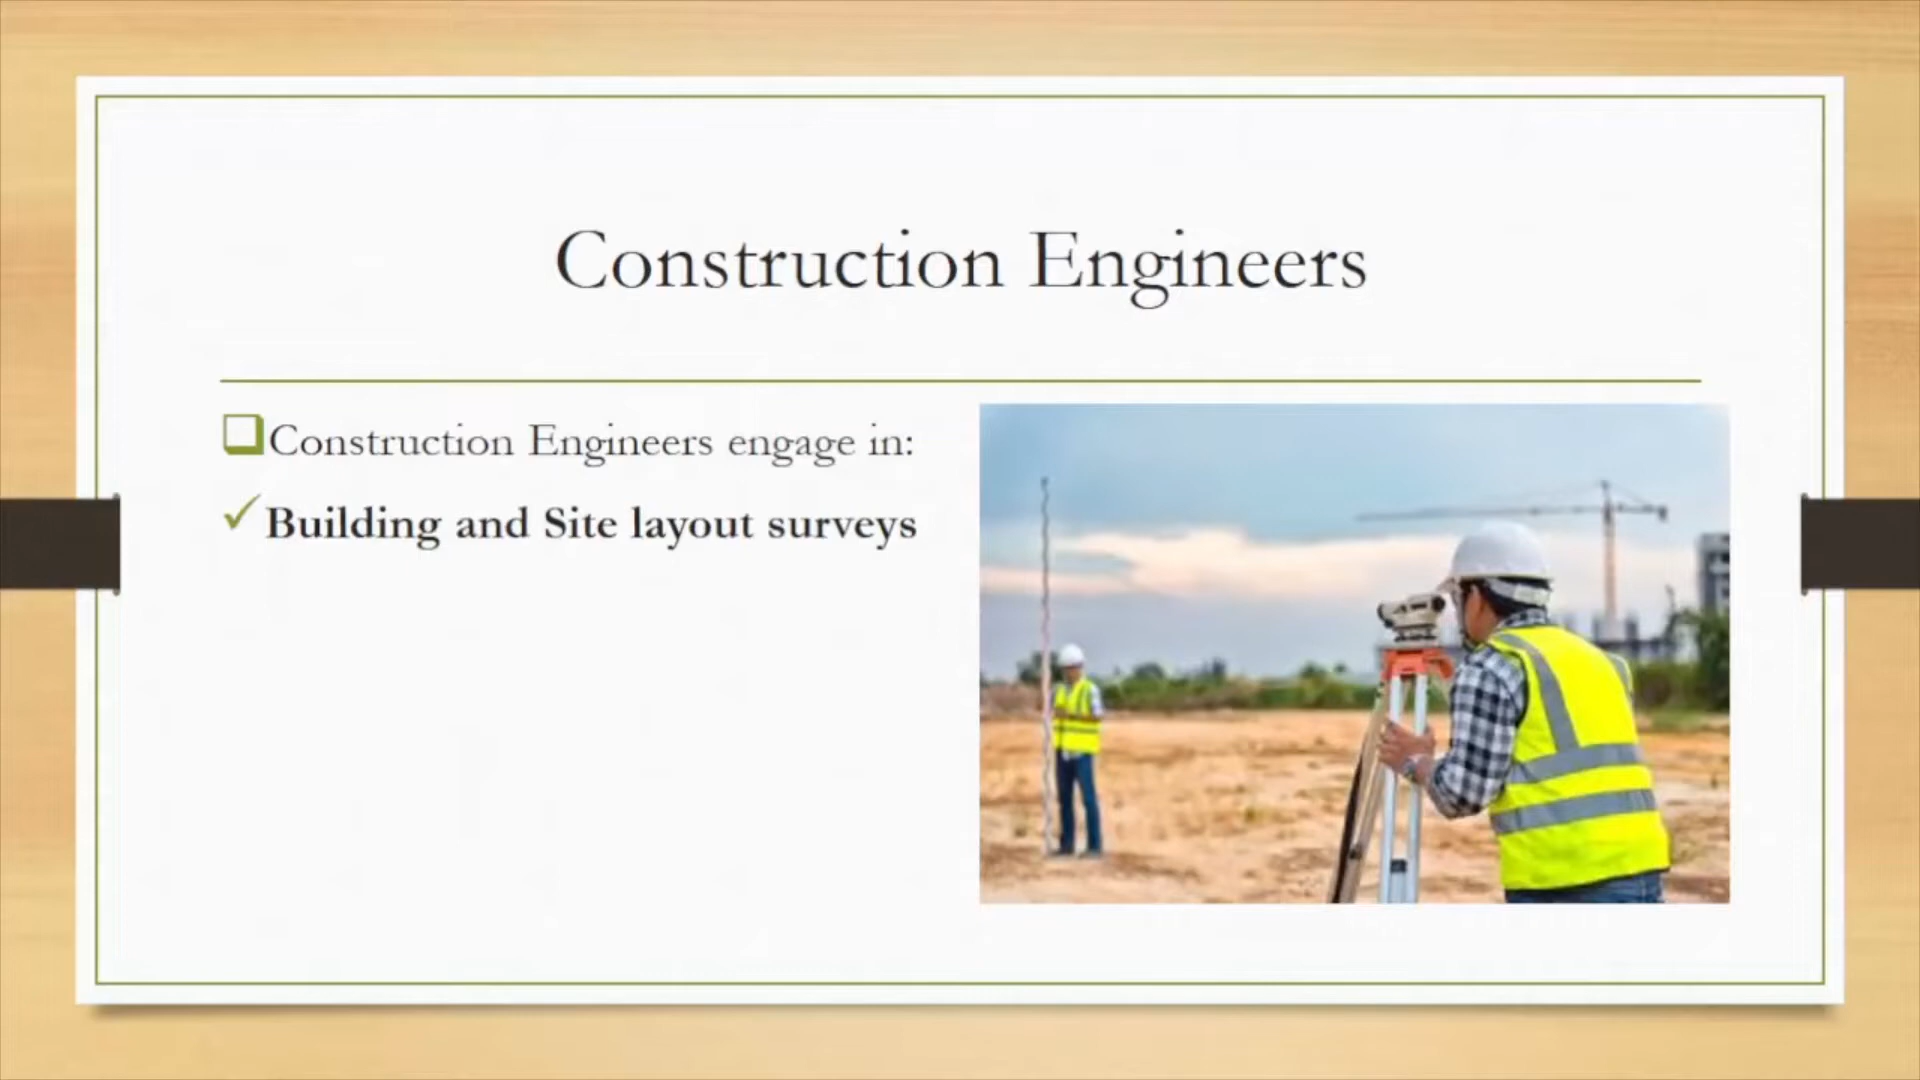 Construction Engineers
Construction Engineers engage in:
Building and Site layout surveys